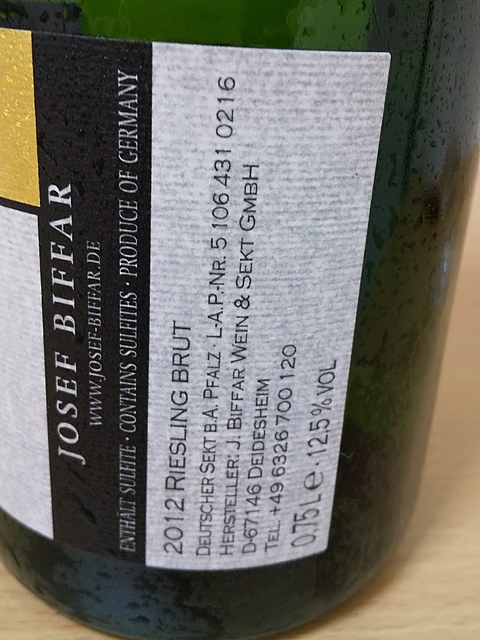 JOSEF BIFFAR
WWW.JOSEF-BIFFAR.DE
ENTHÄLT SULFITE · CONTAINS SULFITES · PRODUCE OF GERMANY
2012 RIESLING BRUT
DEUTSCHER SEKT B.A. PFALZ · L-A.P.-NR. 5 106 431 02 16
HERSTELLER: J. BIFFAR WEIN & SEKT GMBH
D-67146 DEIDESHEIM
TEL. +49 6326 700 120
0,75 L e · 12,5 % VOL